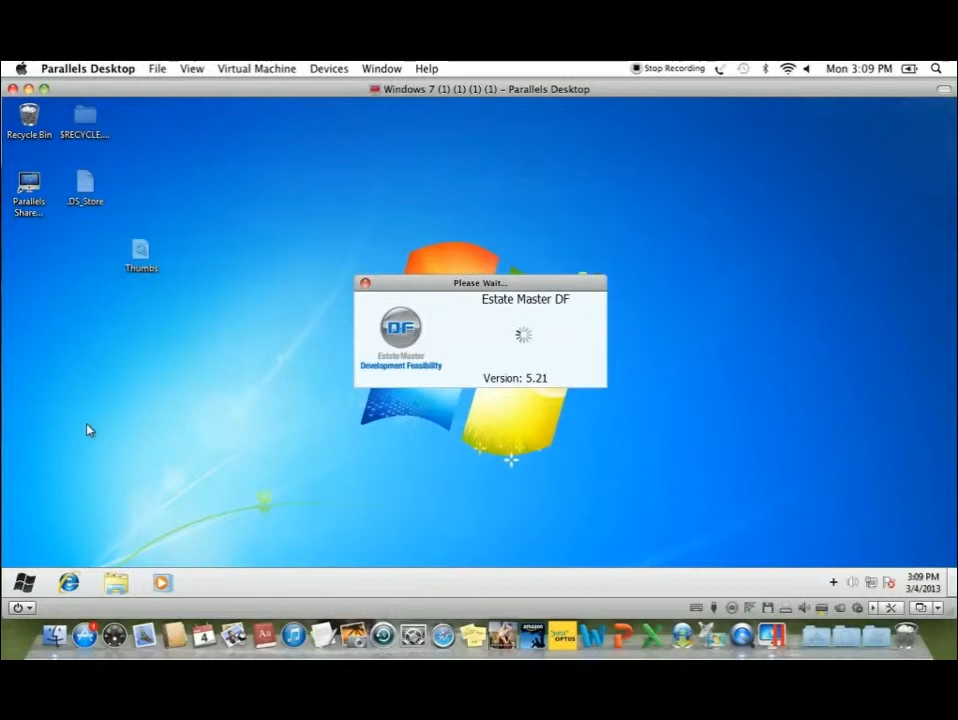 Parallels Desktop File View Virtual Machine Devices Window Help Stop Recording Mon 3:09 PM
Windows 7 (1) (1) (1) (1) - Parallels Desktop
Recycle Bin
$RECYCLE....
Parallels
Share...
.DS_Store
Thumbs
Please Wait...
Estate Master DF
DF
Estate Master
Development Feasibility
Version: 5.21
3:09 PM
3/4/2013